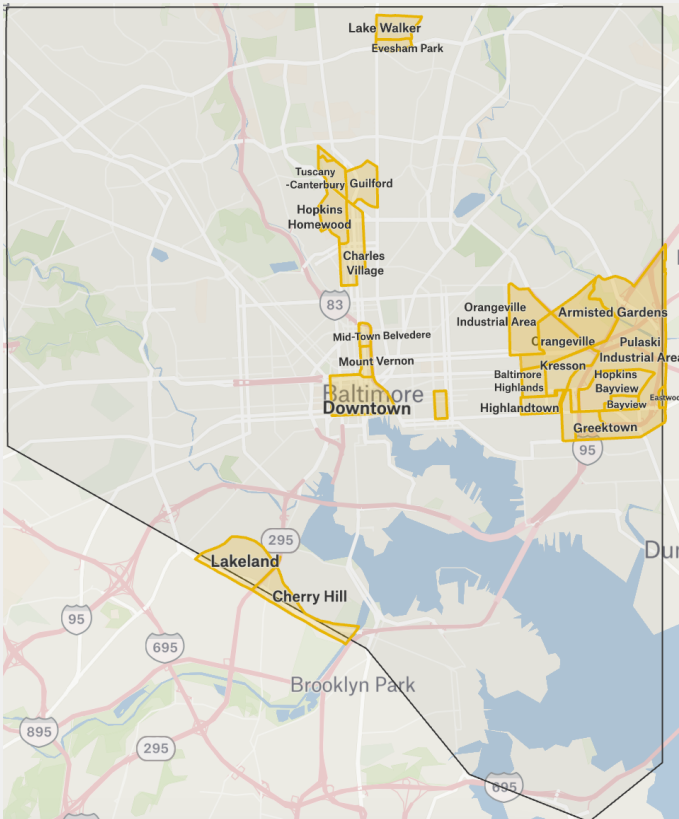 Lake Walker
Evesham Park
Tuscany
-Canterbury
Guilford
Hopkins
Homewood
Charles
Village
83
Orangeville
Industrial Area
Armisted Gardens
Mid-Town Belvedere
Orangeville
Pulaski
Industrial Area
Mount Vernon
Kresson
Baltimore
Highlands
Hopkins
Bayview
Baltimore
Downtown
Highlandtown
Bayview
Eastwoo
Greektown
95
295
Lakeland
Dun
Cherry Hill
95
695
Brooklyn Park
895
295
695